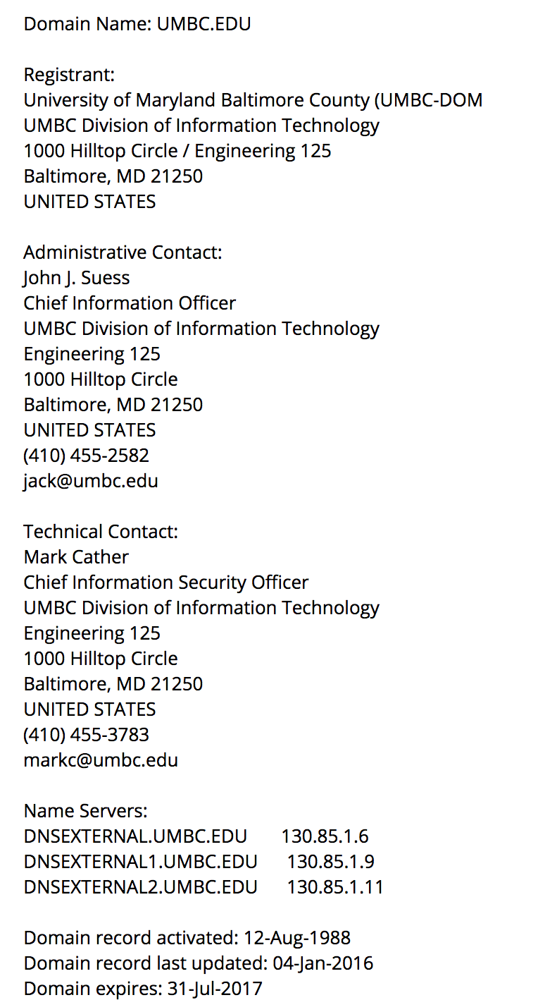 Domain Name: UMBC.EDU
Registrant:
University of Maryland Baltimore County (UMBC-DOM
UMBC Division of Information Technology
1000 Hilltop Circle / Engineering 125
Baltimore, MD 21250
UNITED STATES
Administrative Contact:
John J. Suess
Chief Information Officer
UMBC Division of Information Technology
Engineering 125
1000 Hilltop Circle
Baltimore, MD 21250
UNITED STATES
(410) 455-2582
jack@umbc.edu
Technical Contact:
Mark Cather
Chief Information Security Officer
UMBC Division of Information Technology
Engineering 125
1000 Hilltop Circle
Baltimore, MD 21250
UNITED STATES
(410) 455-3783
markc@umbc.edu
Name Servers:
DNSEXTERNAL.UMBC.EDU 130.85.1.6
DNSEXTERNAL1.UMBC.EDU 130.85.1.9
DNSEXTERNAL2.UMBC.EDU 130.85.1.11
Domain record activated: 12-Aug-1988
Domain record last updated: 04-Jan-2016
Domain expires: 31-Jul-2017